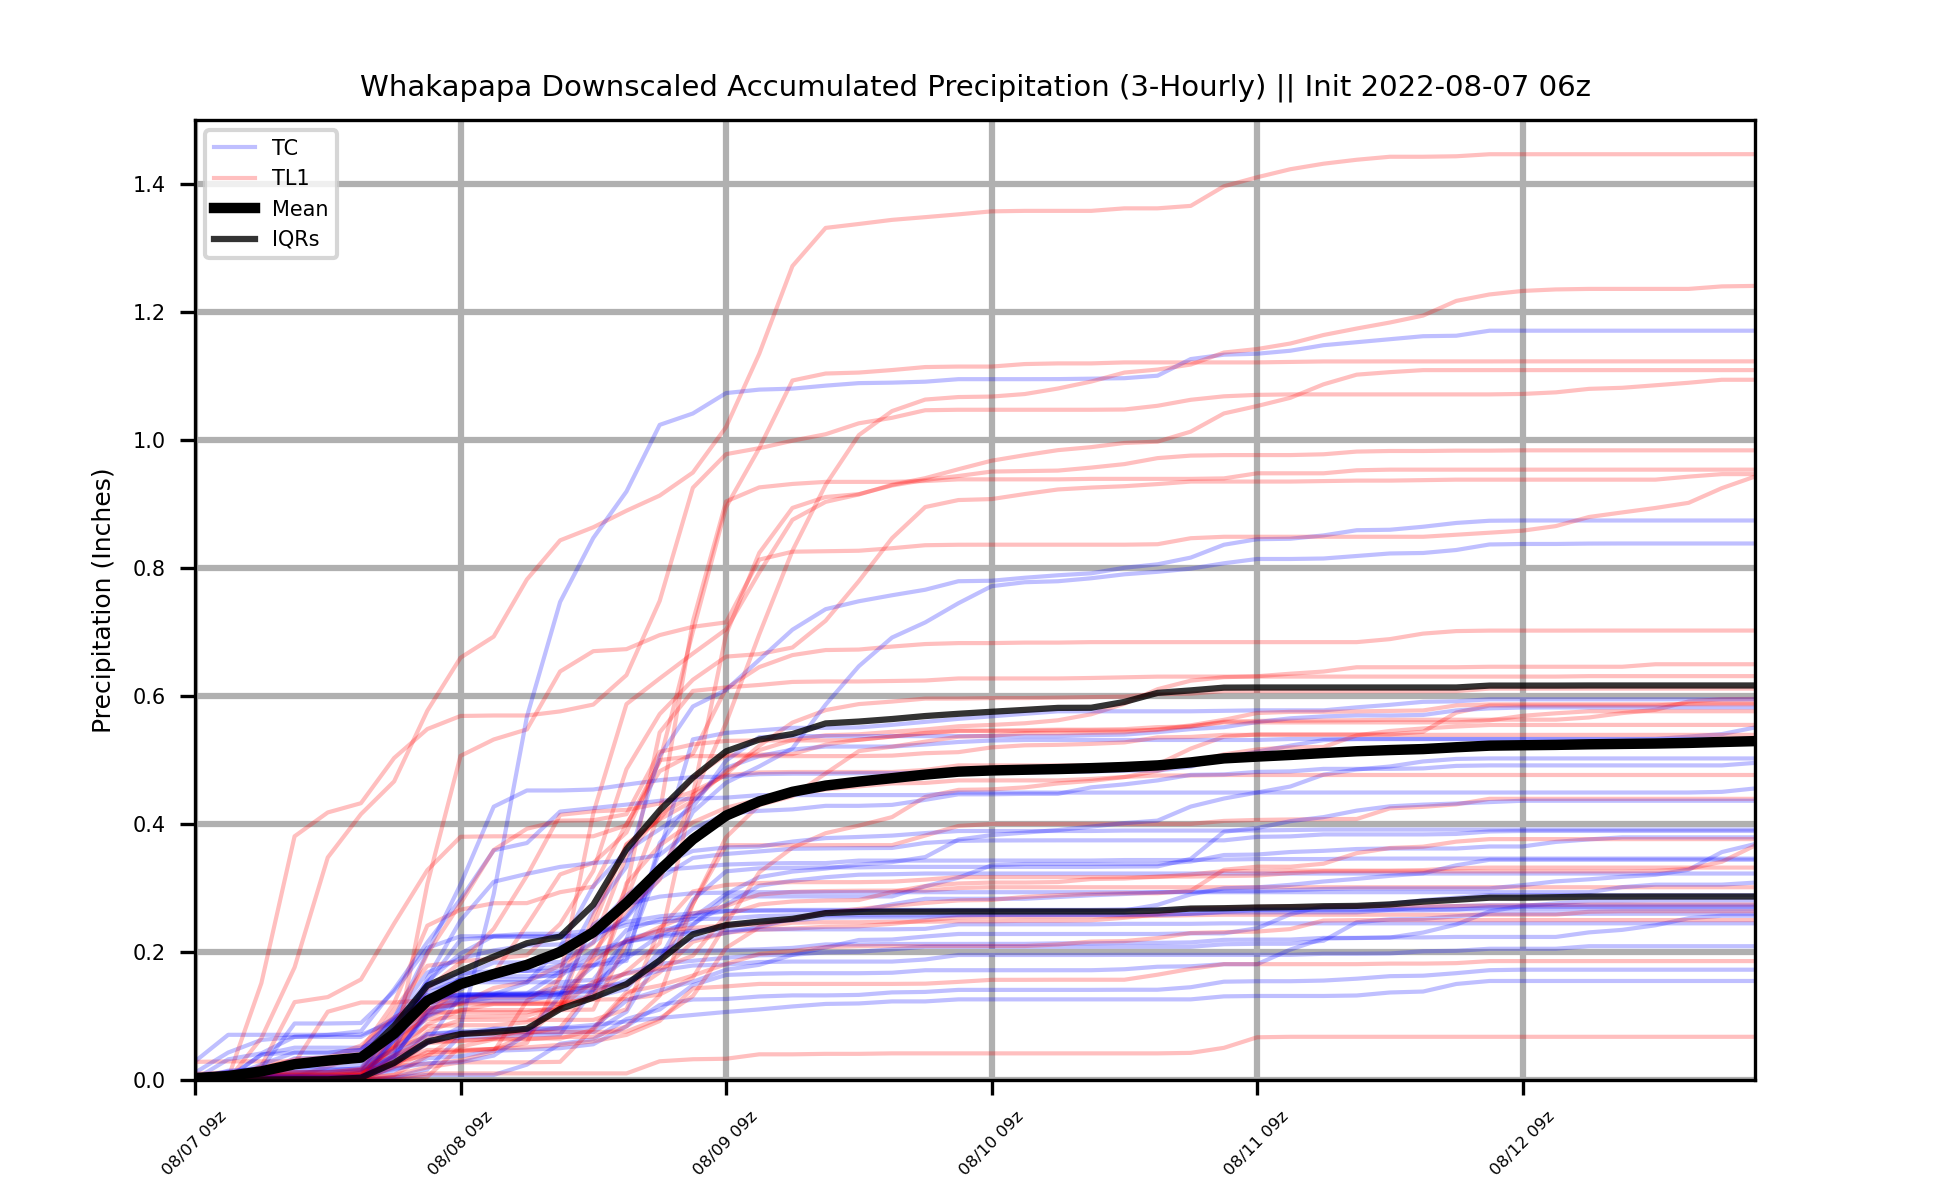 Whakapapa Downscaled Accumulated Precipitation (3-Hourly) || Init 2022-08-07 06z
TC
TL1
Mean
IQRs
Precipitation (Inches)
1.4
1.2
1.0
0.8
0.6
0.4
0.2
0.0
08/07 09z
08/08 09z
08/09 09z
08/10 09z
08/11 09z
08/12 09z